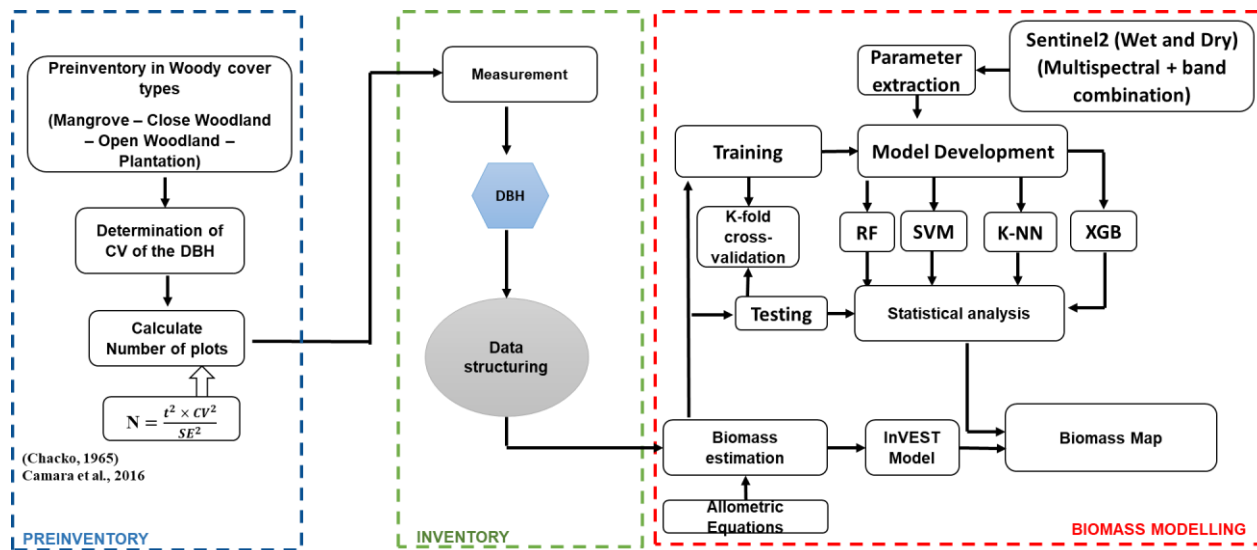 Preinventory in Woody cover
types
(Mangrove – Close Woodland
– Open Woodland –
Plantation)
Determination of
CV of the DBH
Calculate
Number of plots
N = t² × CV² / SE²
(Chacko, 1965)
Camara et al., 2016
PREINVENTORY
Measurement
DBH
Data
structuring
INVENTORY
Sentinel2 (Wet and Dry)
(Multispectral + band
combination)
Parameter
extraction
Training
Model Development
K-fold
cross-
validation
RF
SVM
K-NN
XGB
Testing
Statistical analysis
Biomass
estimation
InVEST
Model
Biomass Map
Allometric
Equations
BIOMASS MODELLING